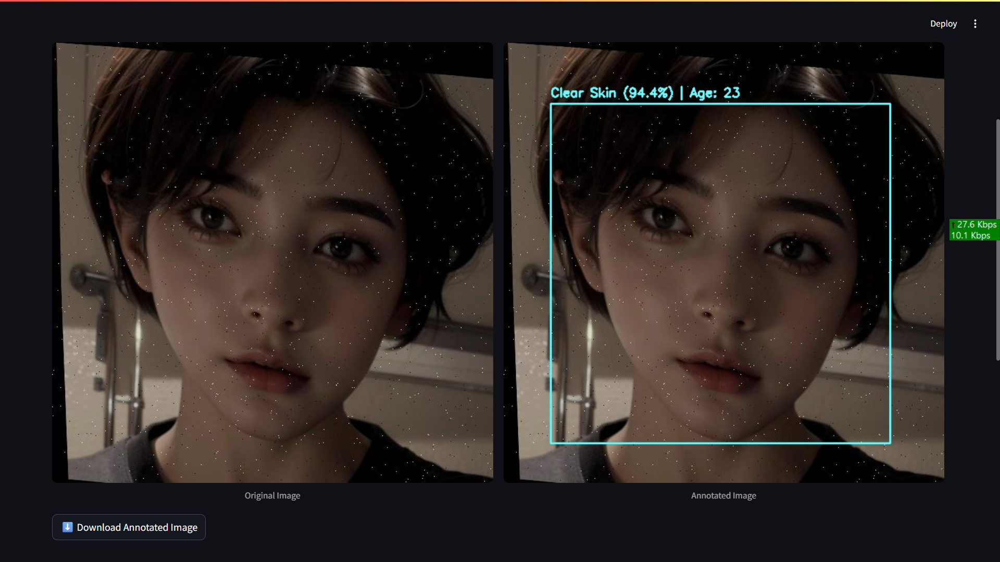 Deploy
Clear Skin (94.4%) | Age: 23
↑ 27.6 Kbps
10.1 Kbps
Original Image
Annotated Image
Download Annotated Image